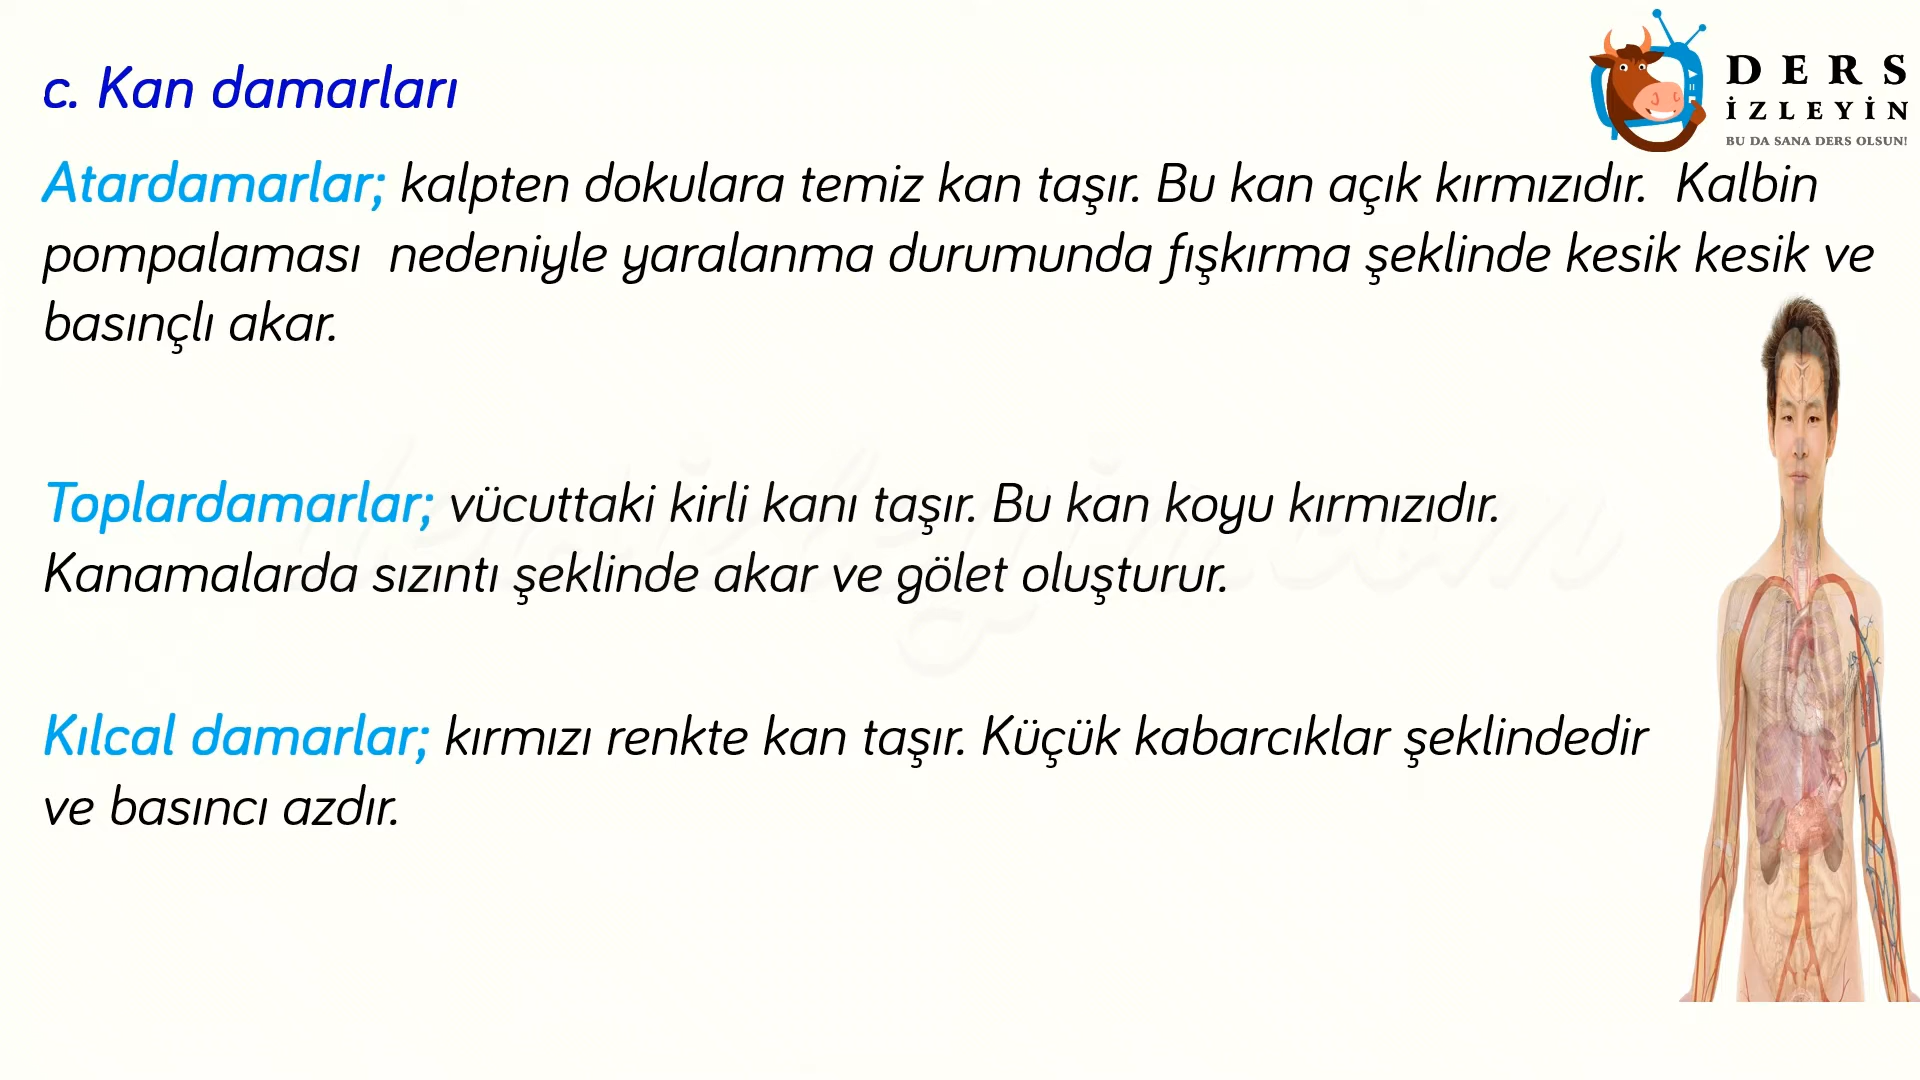 c. Kan damarları
DERS
İZLEYİN
BU DA SANA DERS OLSUN!
Atardamarlar; kalpten dokulara temiz kan taşır. Bu kan açık kırmızıdır. Kalbin
pompalaması nedeniyle yaralanma durumunda fışkırma şeklinde kesik kesik ve
basınçlı akar.
Toplardamarlar; vücuttaki kirli kanı taşır. Bu kan koyu kırmızıdır.
Kanamalarda sızıntı şeklinde akar ve gölet oluşturur.
dersizleyin.com
Kılcal damarlar; kırmızı renkte kan taşır. Küçük kabarcıklar şeklindedir
ve basıncı azdır.